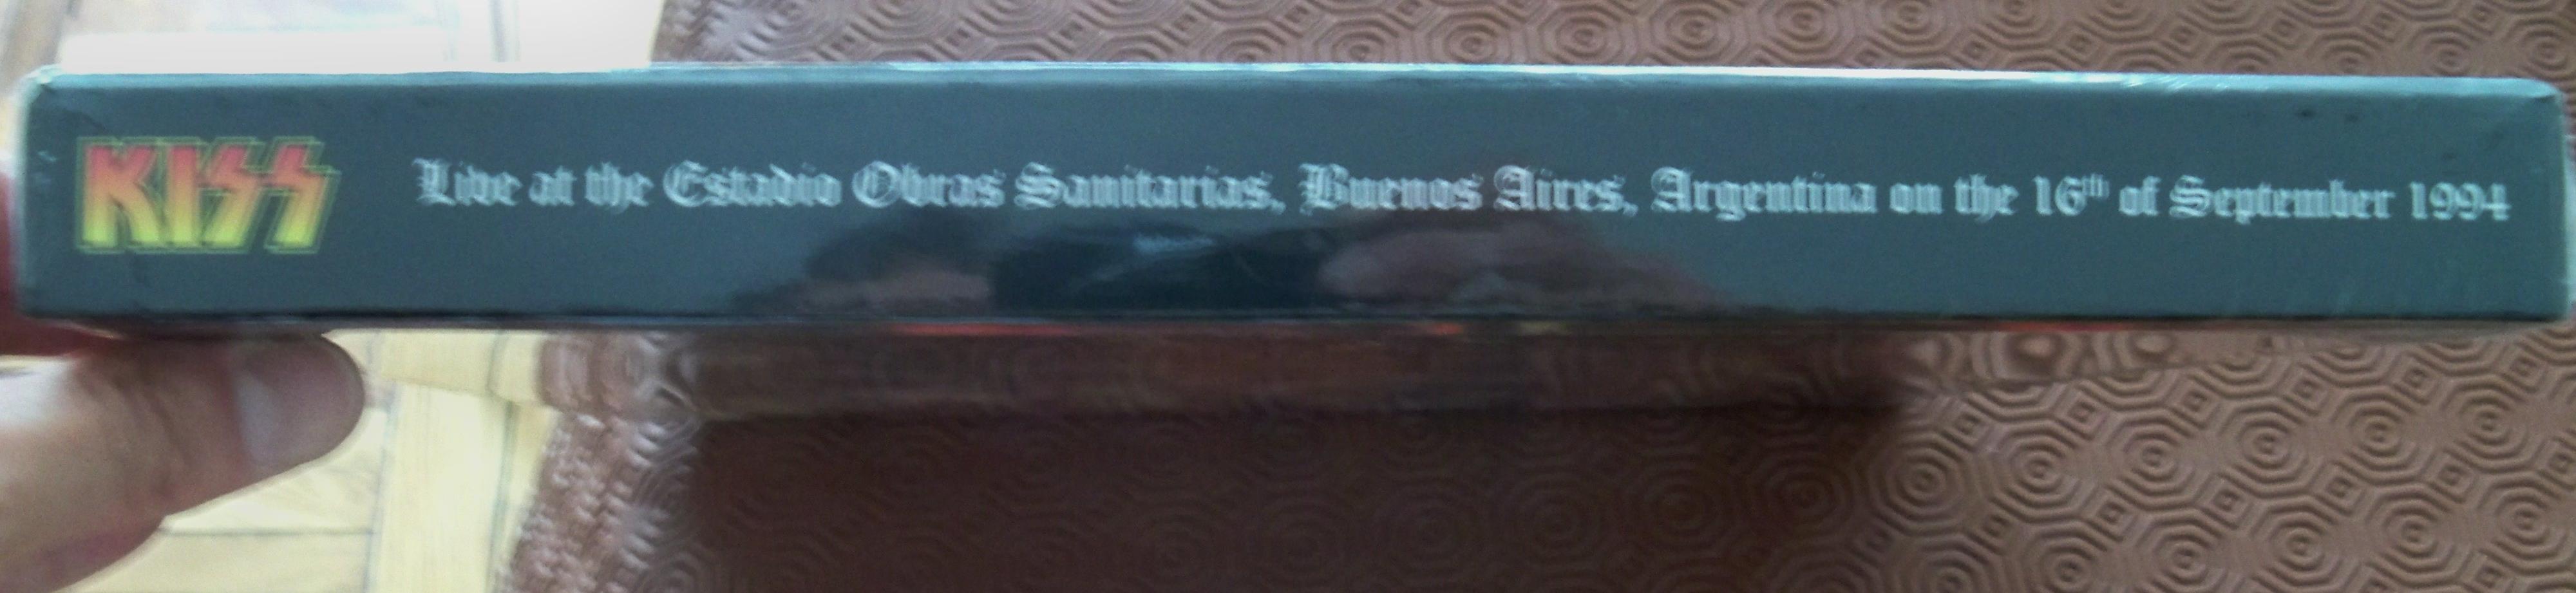 KISS Live at the Estadio Obras Sanitarias, Buenos Aires, Argentina on the 16th of September 1994